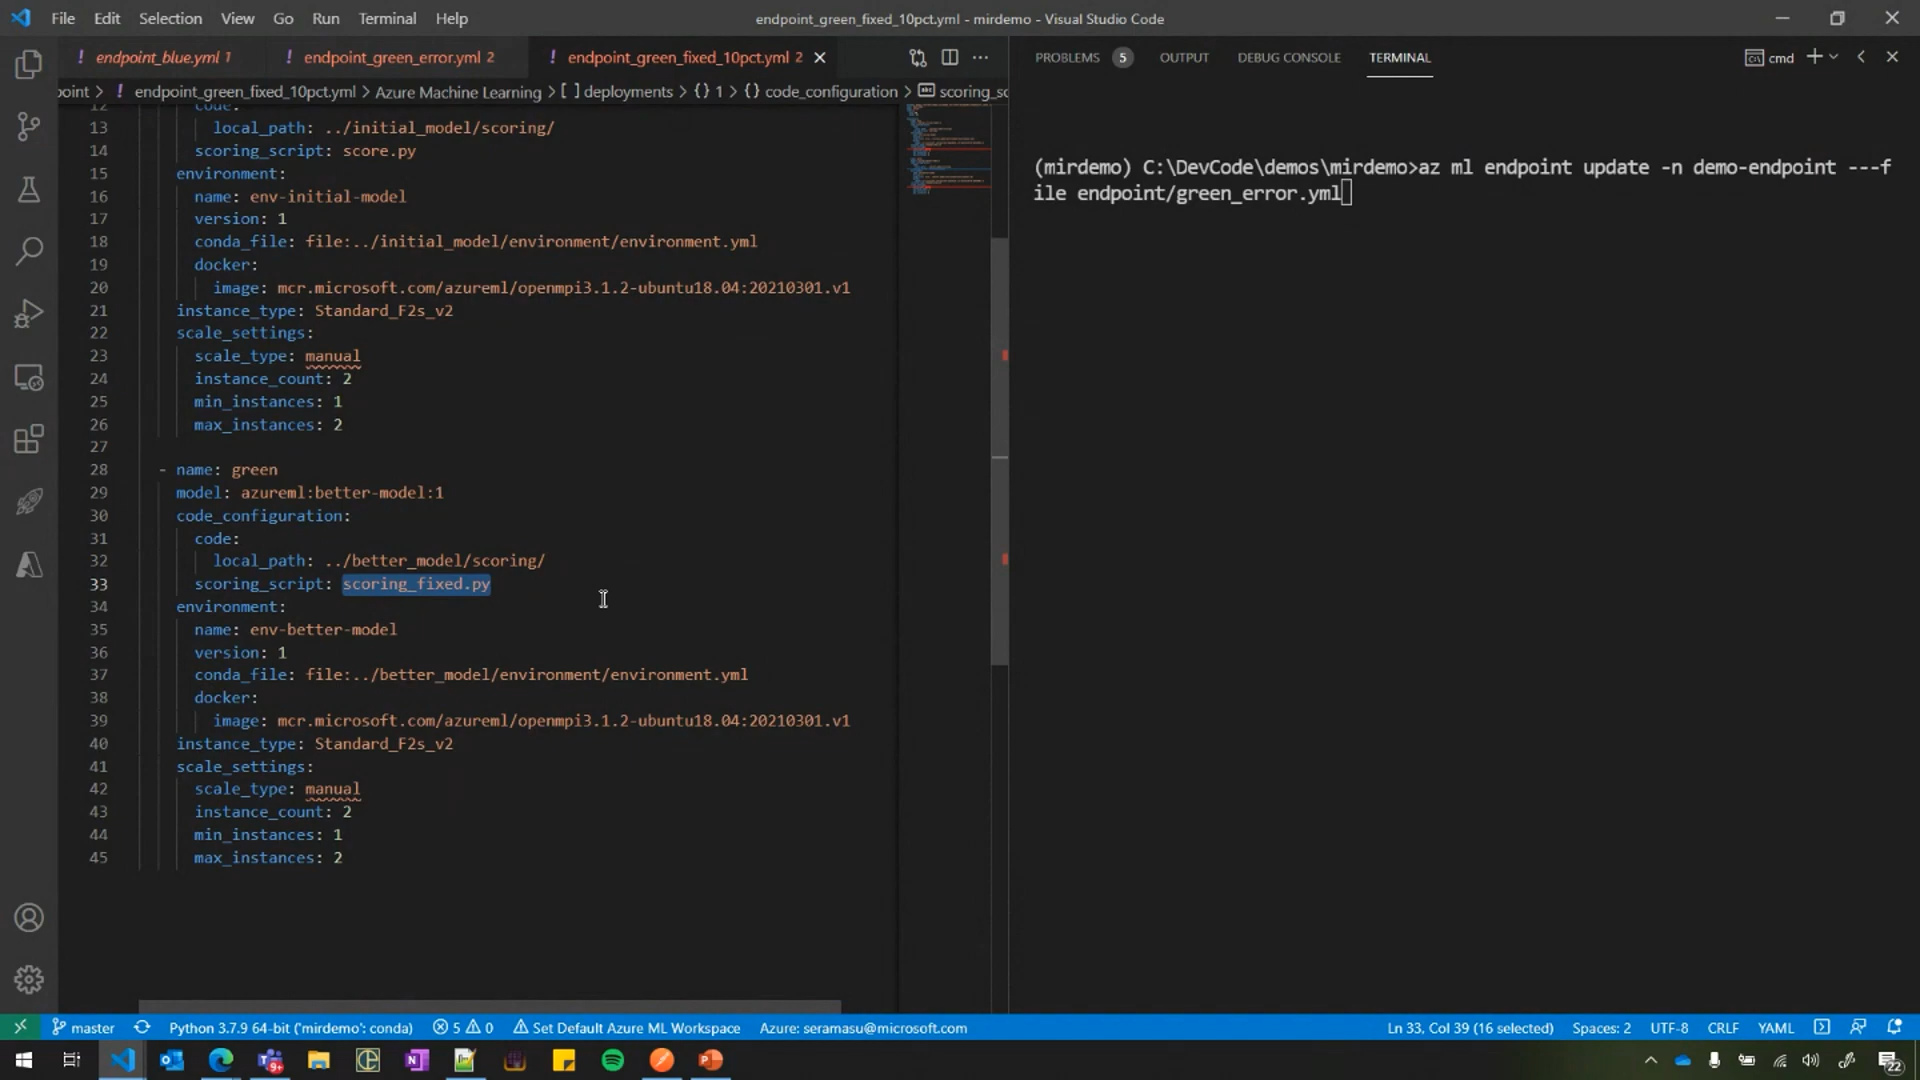 File Edit Selection View Go Run Terminal Help
endpoint_green_fixed_10pct.yml - mirdemo - Visual Studio Code
! endpoint_blue.yml 1 ! endpoint_green_error.yml 2 ! endpoint_green_fixed_10pct.yml 2
point > ! endpoint_green_fixed_10pct.yml > Azure Machine Learning > [ ] deployments > {} 1 > {} code_configuration > scoring_sc
12 code:
13 local_path: ../initial_model/scoring/
14 scoring_script: score.py
15 environment:
16 name: env-initial-model
17 version: 1
18 conda_file: file:../initial_model/environment/environment.yml
19 docker:
20 image: mcr.microsoft.com/azureml/openmpi3.1.2-ubuntu18.04:20210301.v1
21 instance_type: Standard_F2s_v2
22 scale_settings:
23 scale_type: manual
24 instance_count: 2
25 min_instances: 1
26 max_instances: 2
27
28 - name: green
29 model: azureml:better-model:1
30 code_configuration:
31 code:
32 local_path: ../better_model/scoring/
33 scoring_script: scoring_fixed.py
34 environment:
35 name: env-better-model
36 version: 1
37 conda_file: file:../better_model/environment/environment.yml
38 docker:
39 image: mcr.microsoft.com/azureml/openmpi3.1.2-ubuntu18.04:20210301.v1
40 instance_type: Standard_F2s_v2
41 scale_settings:
42 scale_type: manual
43 instance_count: 2
44 min_instances: 1
45 max_instances: 2
PROBLEMS 5 OUTPUT DEBUG CONSOLE TERMINAL cmd
(mirdemo) C:\DevCode\demos\mirdemo>az ml endpoint update -n demo-endpoint ---f
ile endpoint/green_error.yml
master Python 3.7.9 64-bit ('mirdemo': conda) 5 0 Set Default Azure ML Workspace Azure: seramasu@microsoft.com
Ln 33, Col 39 (16 selected) Spaces: 2 UTF-8 CRLF YAML
9+
22